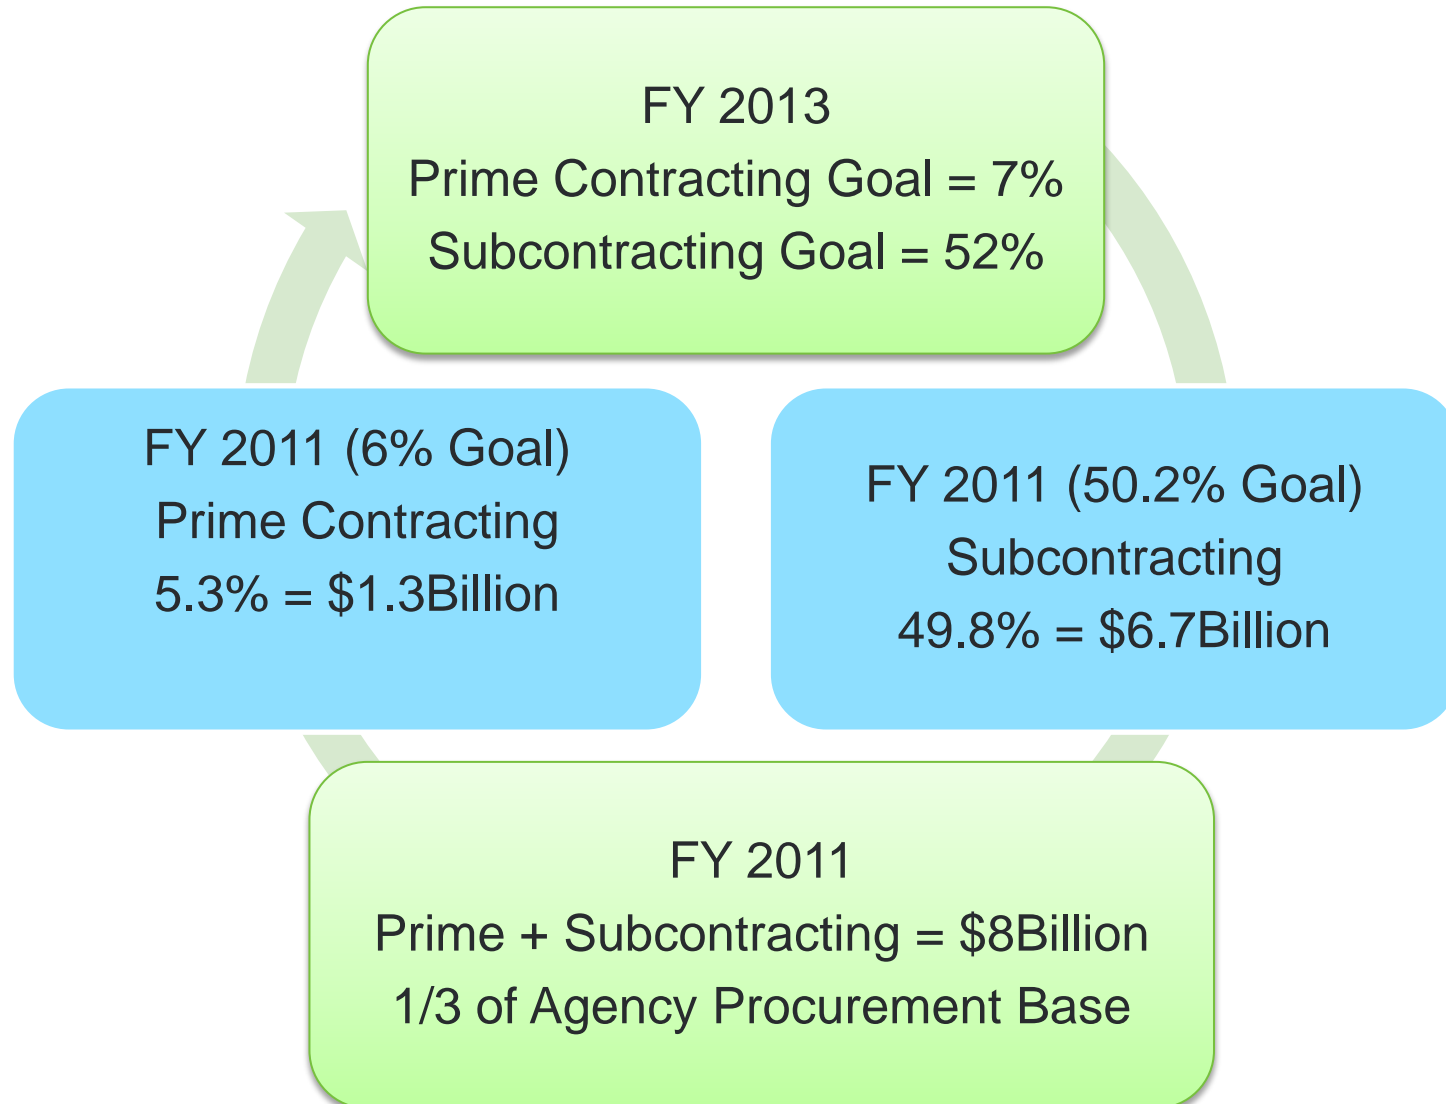 FY 2013
Prime Contracting Goal = 7%
Subcontracting Goal = 52%
FY 2011 (6% Goal)
Prime Contracting
5.3% = $1.3Billion
FY 2011 (50.2% Goal)
Subcontracting
49.8% = $6.7Billion
FY 2011
Prime + Subcontracting = $8Billion
1/3 of Agency Procurement Base